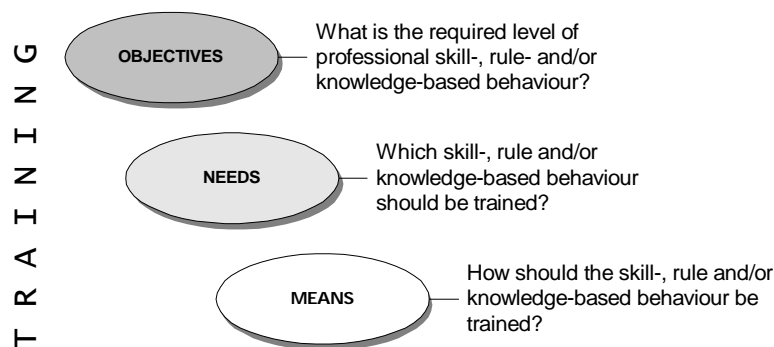 TRAINING
OBJECTIVES
What is the required level of
professional skill-, rule- and/or
knowledge-based behaviour?
NEEDS
Which skill-, rule and/or
knowledge-based behaviour
should be trained?
MEANS
How should the skill-, rule and/or
knowledge-based behaviour be
trained?